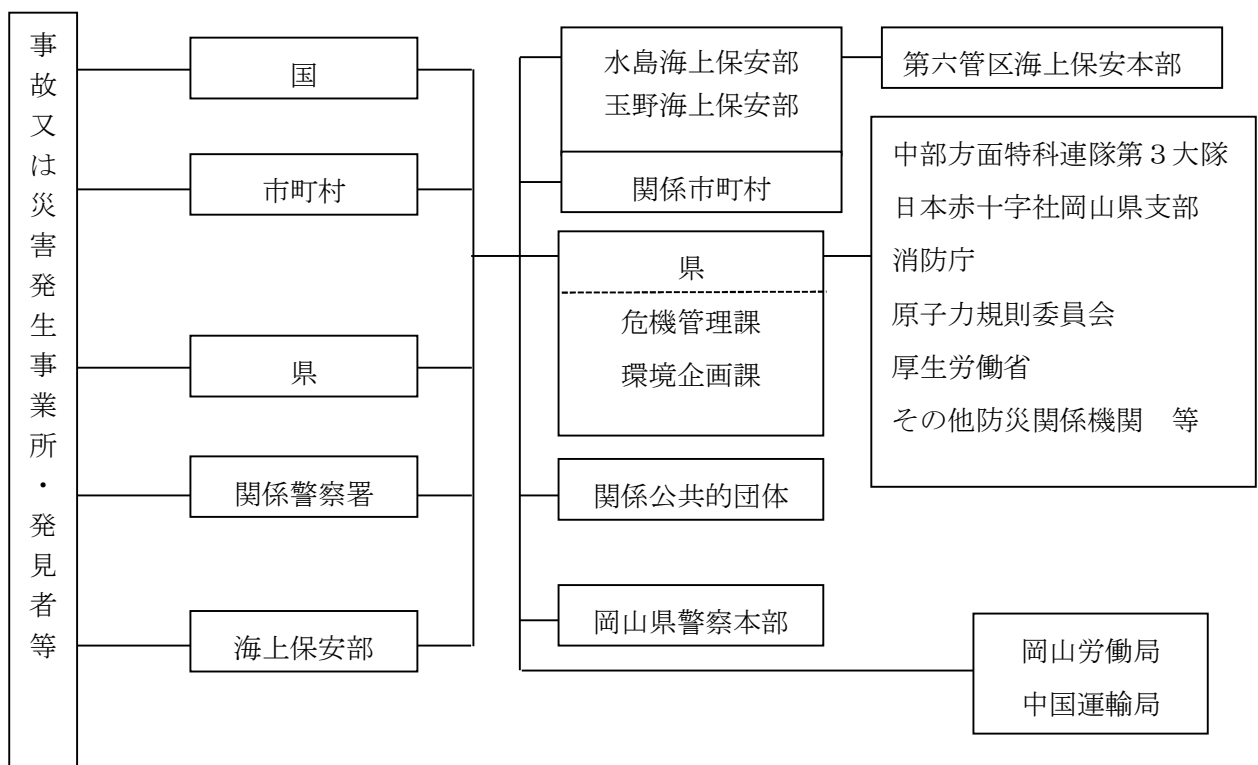 事故又は災害発生事業所・発見者等
国
市町村
県
関係警察署
海上保安部
水島海上保安部
玉野海上保安部
関係市町村
県
危機管理課
環境企画課
関係公共的団体
岡山県警察本部
第六管区海上保安本部
中部方面特科連隊第３大隊
日本赤十字社岡山県支部
消防庁
原子力規則委員会
厚生労働省
その他防災関係機関　等
岡山労働局
中国運輸局